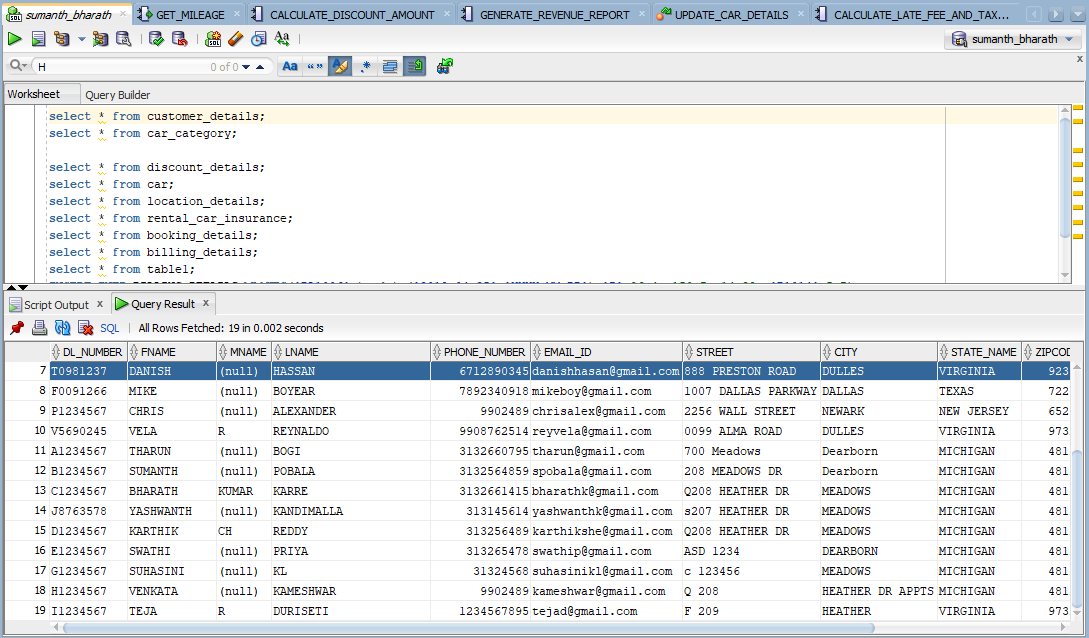 sumanth_bharath GET_MILEAGE CALCULATE_DISCOUNT_AMOUNT GENERATE_REVENUE_REPORT UPDATE_CAR_DETAILS CALCULATE_LATE_FEE_AND_TAX...
sumanth_bharath
H 0 of 0 Aa “” .*
Worksheet Query Builder
select * from customer_details;
select * from car_category;
select * from discount_details;
select * from car;
select * from location_details;
select * from rental_car_insurance;
select * from booking_details;
select * from billing_details;
select * from table1;
Script Output x Query Result x
SQL | All Rows Fetched: 19 in 0.002 seconds
DL_NUMBER FNAME MNAME LNAME PHONE_NUMBER EMAIL_ID STREET CITY STATE_NAME ZIPCOD
7 T0981237 DANISH (null) HASSAN 6712890345 danishhasan@gmail.com 888 PRESTON ROAD DULLES VIRGINIA 923
8 F0091266 MIKE (null) BOYEAR 7892340918 mikeboy@gmail.com 1007 DALLAS PARKWAY DALLAS TEXAS 722
9 P1234567 CHRIS (null) ALEXANDER 9902489 chrisalex@gmail.com 2256 WALL STREET NEWARK NEW JERSEY 652
10 V5690245 VELA R REYNALDO 9908762514 reyvela@gmail.com 0099 ALMA ROAD DULLES VIRGINIA 973
11 A1234567 THARUN (null) BOGI 3132660795 tharun@gmail.com 700 Meadows Dearborn MICHIGAN 481
12 B1234567 SUMANTH (null) POBALA 3132564859 spobala@gmail.com 208 MEADOWS DR Dearborn MICHIGAN 481
13 C1234567 BHARATH KUMAR KARRE 3132661415 bharathk@gmail.com Q208 HEATHER DR MEADOWS MICHIGAN 481
14 J8763578 YASHWANTH (null) KANDIMALLA 313145614 yashwanthk@gmail.com s207 HEATHER DR MEADOWS MICHIGAN 481
15 D1234567 KARTHIK CH REDDY 313256489 karthikshe@gmail.com Q208 HEATHER DR MEADOWS MICHIGAN 481
16 E1234567 SWATHI (null) PRIYA 313265478 swathip@gmail.com ASD 1234 DEARBORN MICHIGAN 481
17 G1234567 SUHASINI (null) KL 31324568 suhasinikl@gmail.com c 123456 MEADOWS MICHIGAN 481
18 H1234567 VENKATA (null) KAMESHWAR 9902489 kameshwar@gmail.com Q 208 HEATHER DR APPTS MICHIGAN 481
19 I1234567 TEJA R DURISETI 1234567895 tejad@gmail.com F 209 HEATHER VIRGINIA 973